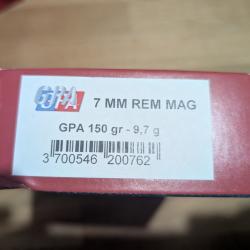 GPA 7 MM REM MAG
GPA 150 gr - 9,7 g
3 700546 200762